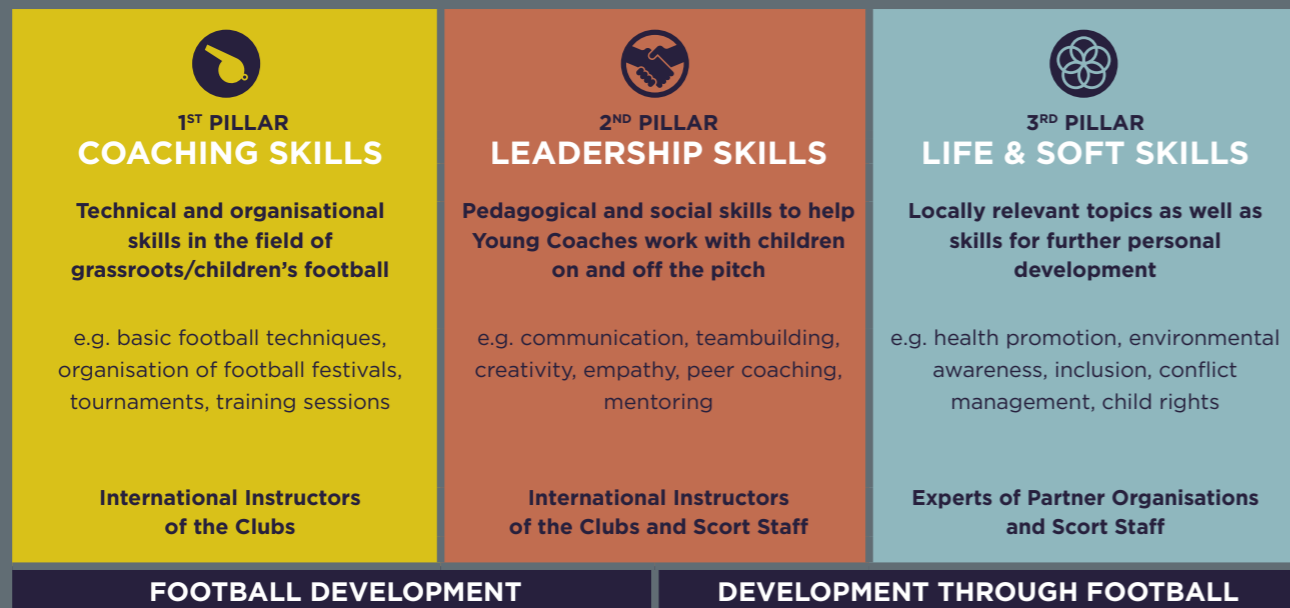 1ST PILLAR
COACHING SKILLS
Technical and organisational
skills in the field of
grassroots/children's football
e.g. basic football techniques,
organisation of football festivals,
tournaments, training sessions
International Instructors
of the Clubs
2ND PILLAR
LEADERSHIP SKILLS
Pedagogical and social skills to help
Young Coaches work with children
on and off the pitch
e.g. communication, teambuilding,
creativity, empathy, peer coaching,
mentoring
International Instructors
of the Clubs and Scort Staff
3RD PILLAR
LIFE & SOFT SKILLS
Locally relevant topics as well as
skills for further personal
development
e.g. health promotion, environmental
awareness, inclusion, conflict
management, child rights
Experts of Partner Organisations
and Scort Staff
FOOTBALL DEVELOPMENT
DEVELOPMENT THROUGH FOOTBALL